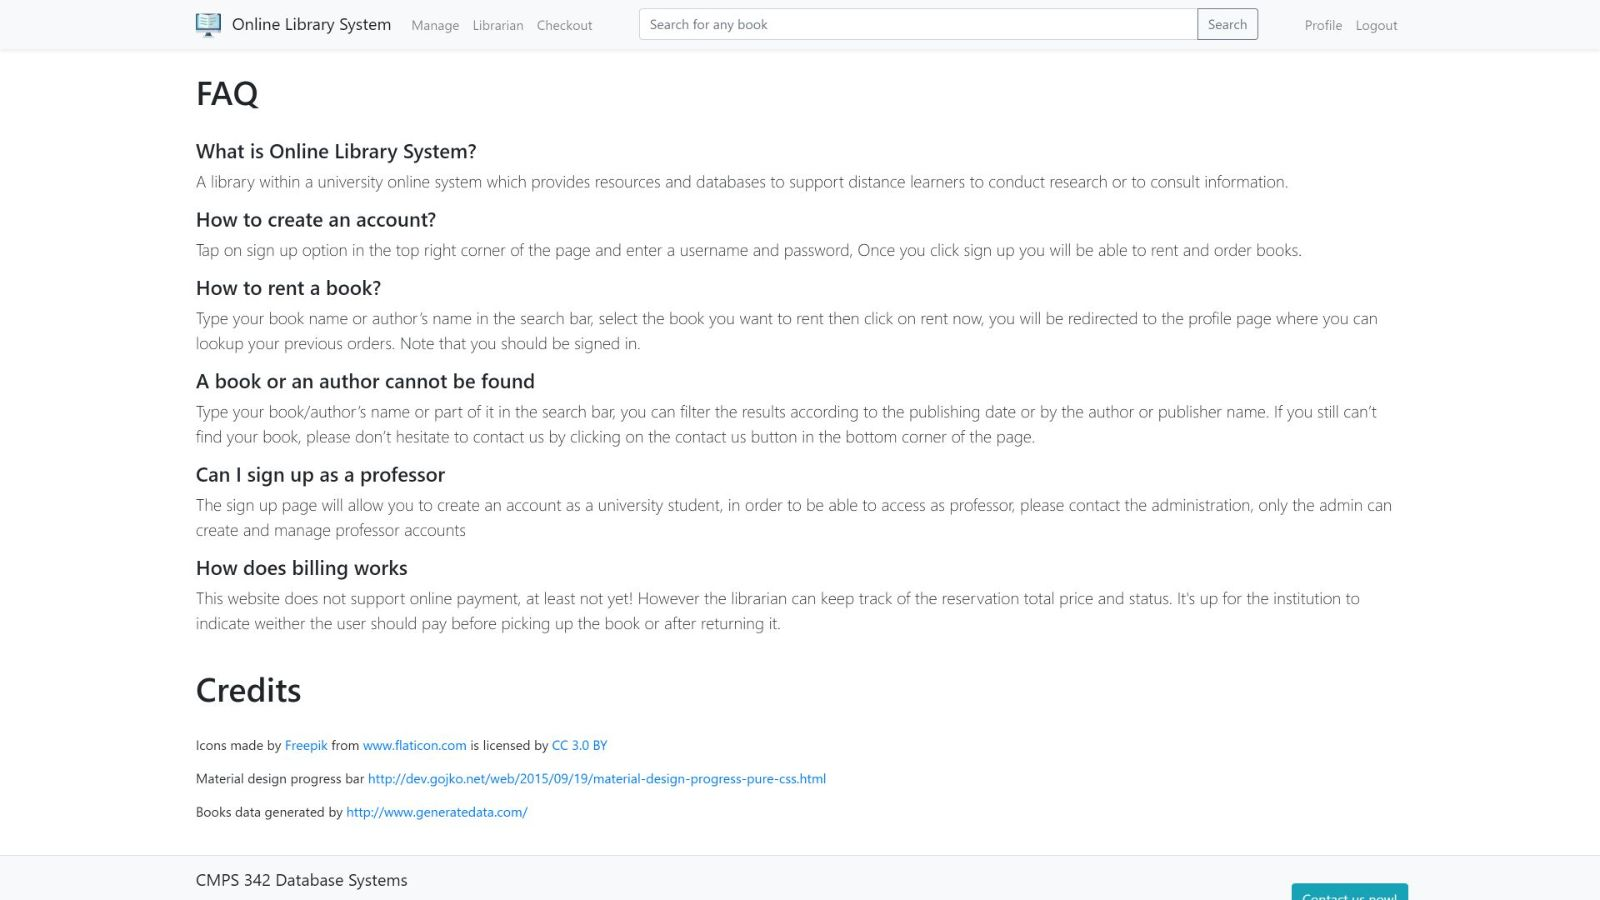 Online Library System Manage Librarian Checkout Search for any book Search Profile Logout
FAQ
What is Online Library System?
A library within a university online system which provides resources and databases to support distance learners to conduct research or to consult information.
How to create an account?
Tap on sign up option in the top right corner of the page and enter a username and password, Once you click sign up you will be able to rent and order books.
How to rent a book?
Type your book name or author’s name in the search bar, select the book you want to rent then click on rent now, you will be redirected to the profile page where you can
lookup your previous orders. Note that you should be signed in.
A book or an author cannot be found
Type your book/author’s name or part of it in the search bar, you can filter the results according to the publishing date or by the author or publisher name. If you still can’t
find your book, please don’t hesitate to contact us by clicking on the contact us button in the bottom corner of the page.
Can I sign up as a professor
The sign up page will allow you to create an account as a university student, in order to be able to access as professor, please contact the administration, only the admin can
create and manage professor accounts
How does billing works
This website does not support online payment, at least not yet! However the librarian can keep track of the reservation total price and status. It's up for the institution to
indicate weither the user should pay before picking up the book or after returning it.
Credits
Icons made by Freepik from www.flaticon.com is licensed by CC 3.0 BY
Material design progress bar http://dev.gojko.net/web/2015/09/19/material-design-progress-pure-css.html
Books data generated by http://www.generatedata.com/
CMPS 342 Database Systems
Contact us now!